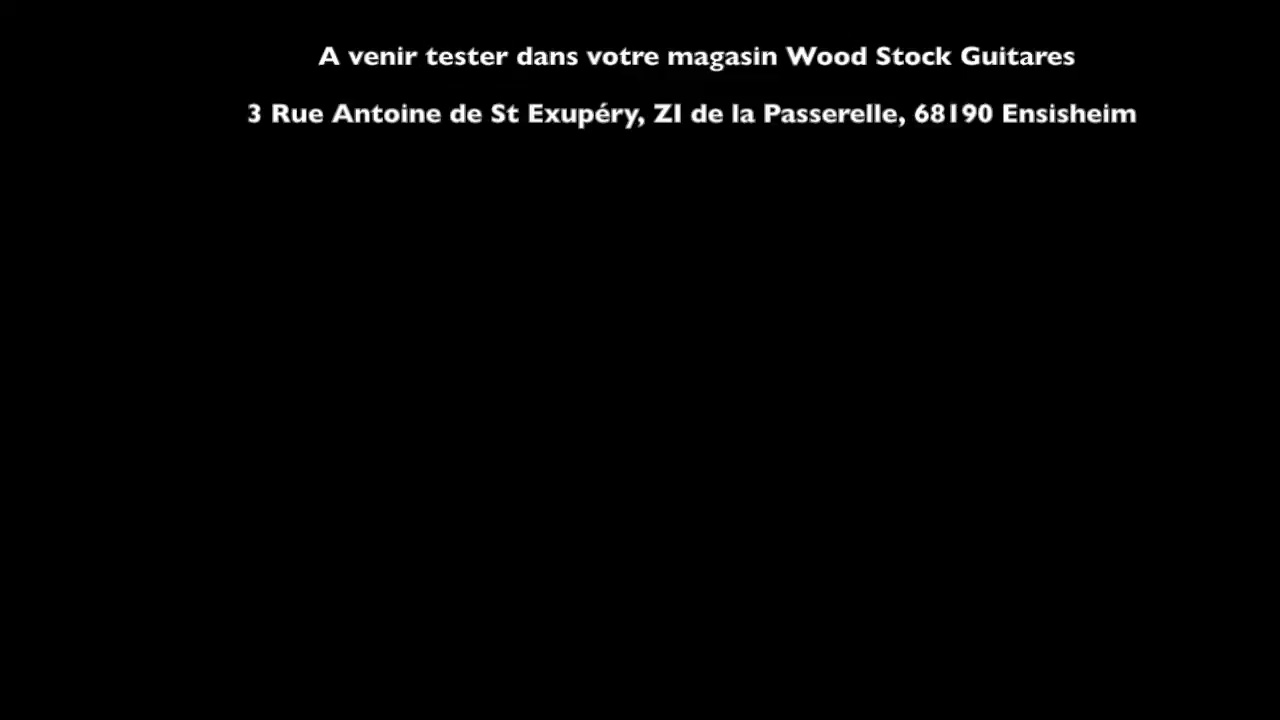 A venir tester dans votre magasin Wood Stock Guitares
3 Rue Antoine de St Exupéry, ZI de la Passerelle, 68190 Ensisheim